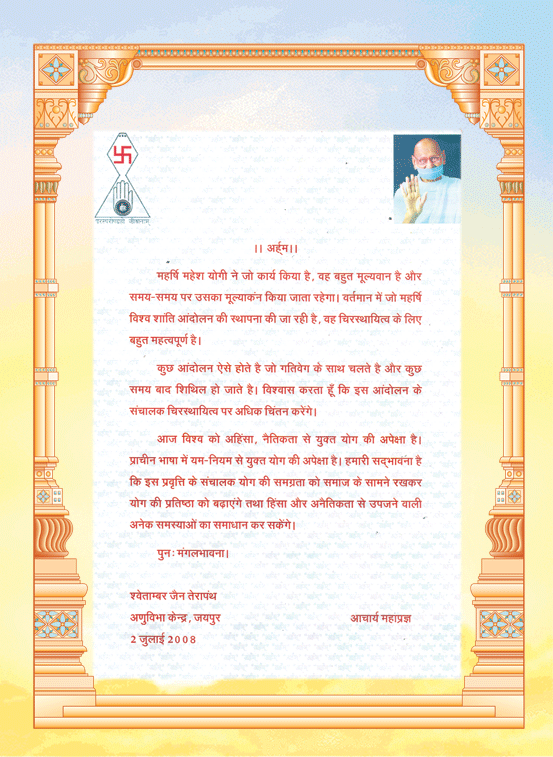 परस्परोपग्रहो जीवानाम्
।। अर्हम्।।
महर्षि महेश योगी ने जो कार्य किया है, वह बहुत मूल्यवान है और
समय-समय पर उसका मूल्याकंन किया जाता रहेगा। वर्तमान में जो महर्षि
विश्व शांति आंदोलन की स्थापना की जा रही है, वह चिरस्थायित्व के लिए
बहुत महत्वपूर्ण है।
कुछ आंदोलन ऐसे होते है जो गतिवेग के साथ चलते है और कुछ
समय बाद शिथिल हो जाते है। विश्वास करता हूँ कि इस आंदोलन के
संचालक चिरस्थायित्व पर अधिक चिंतन करेंगे।
आज विश्व को अहिंसा, नैतिकता से युक्त योग की अपेक्षा है।
प्राचीन भाषा में यम-नियम से युक्त योग की अपेक्षा है। हमारी सद्भावना है
कि इस प्रवृत्ति के संचालक योग की समग्रता को समाज के सामने रखकर
योग की प्रतिष्ठा को बढ़ाएंगे तथा हिंसा और अनैतिकता से उपजने वाली
अनेक समस्याओं का समाधान कर सकेंगे।
पुनः मंगलभावना।
श्वेताम्बर जैन तेरापंथ
अणुविभा केन्द्र, जयपुर
आचार्य महाप्रज्ञ
2 जुलाई 2008